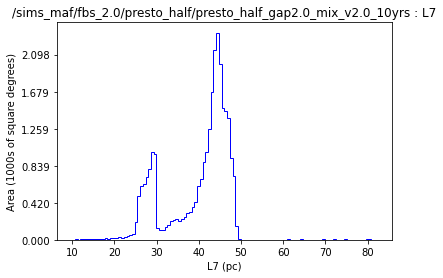 /sims_maf/fbs_2.0/presto_half/presto_half_gap2.0_mix_v2.0_10yrs : L7
2.098
1.679
1.259
0.839
0.420
0.000
Area (1000s of square degrees)
10 20 30 40 50 60 70 80
L7 (pc)